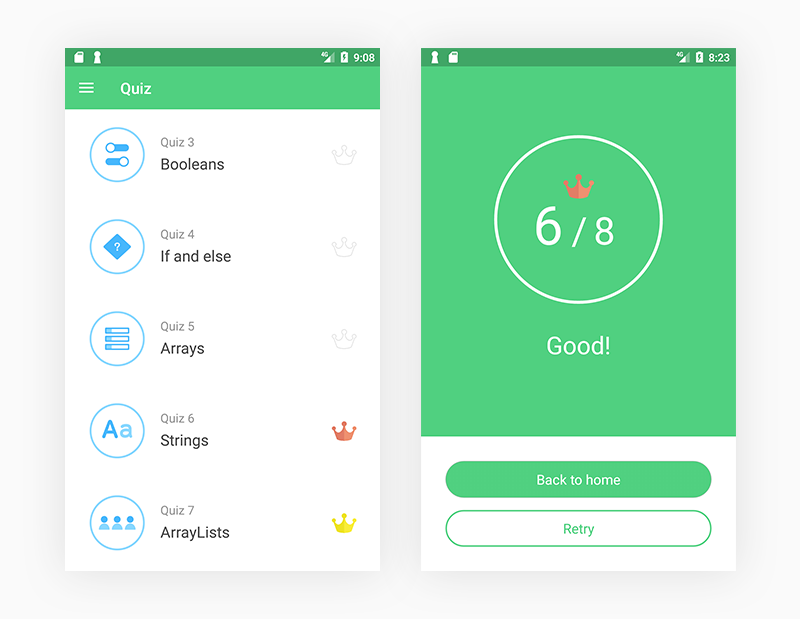 4G 9:08
Quiz
Quiz 3
Booleans
?
Quiz 4
If and else
Quiz 5
Arrays
Aa
Quiz 6
Strings
Quiz 7
ArrayLists
4G 8:23
6 / 8
Good!
Back to home
Retry